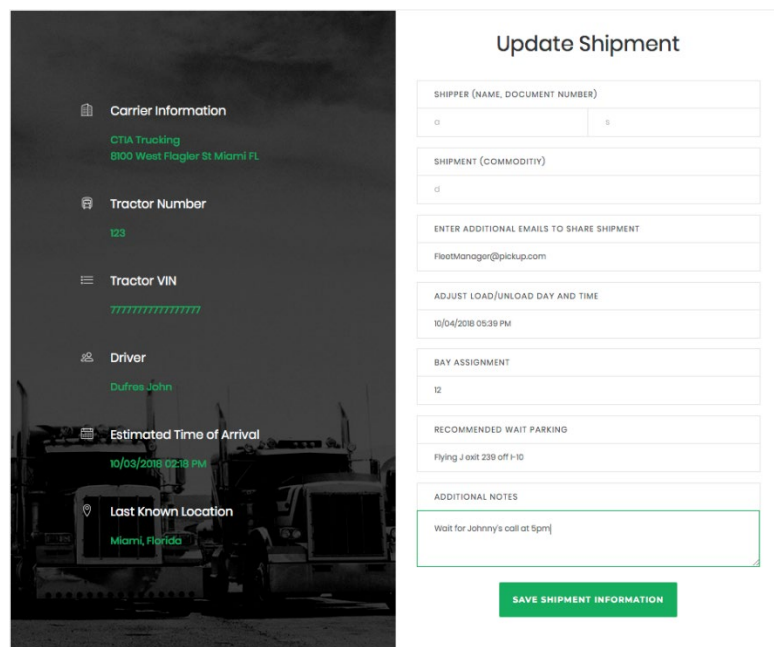 Carrier Information
CTIA Trucking
8100 West Flagler St Miami FL
Tractor Number
123
Tractor VIN
77777777777777777
Driver
Dufres John
Estimated Time of Arrival
10/03/2018 02:18 PM
Last Known Location
Miami, Florida
Update Shipment
SHIPPER (NAME, DOCUMENT NUMBER)
a s
SHIPMENT (COMMODITIY)
d
ENTER ADDITIONAL EMAILS TO SHARE SHIPMENT
FleetManager@pickup.com
ADJUST LOAD/UNLOAD DAY AND TIME
10/04/2018 05:39 PM
BAY ASSIGNMENT
12
RECOMMENDED WAIT PARKING
Flying J exit 239 off I-10
ADDITIONAL NOTES
Wait for Johnny's call at 5pm
SAVE SHIPMENT INFORMATION